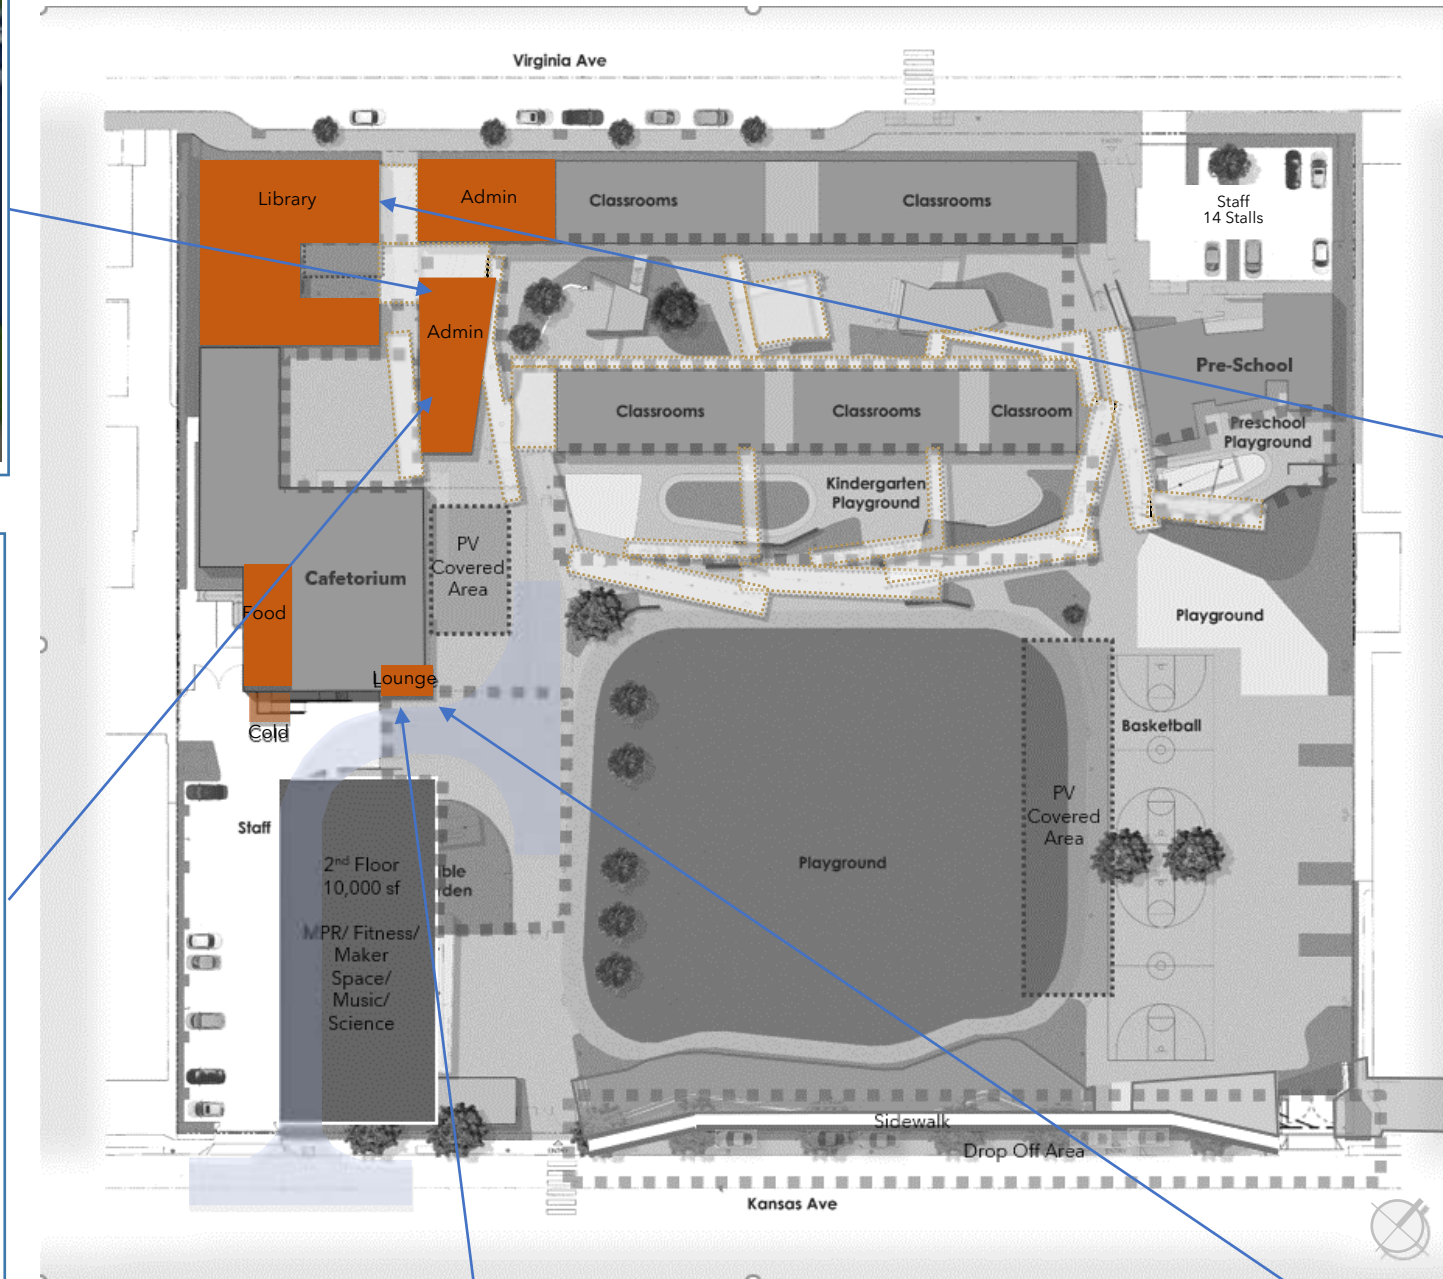 Virginia Ave
Library
Admin
Classrooms
Classrooms
Staff
14 Stalls
Admin
Pre-School
Classrooms
Classrooms
Classroom
Preschool
Playground
Kindergarten
Playground
PV
Covered
Area
Cafetorium
Food
Playground
Lounge
Basketball
Cold
PV
Covered
Area
Staff
2nd Floor
10,000 sf
ble
den
Playground
MPR/ Fitness/
Maker
Space/
Music/
Science
Sidewalk
Drop Off Area
Kansas Ave